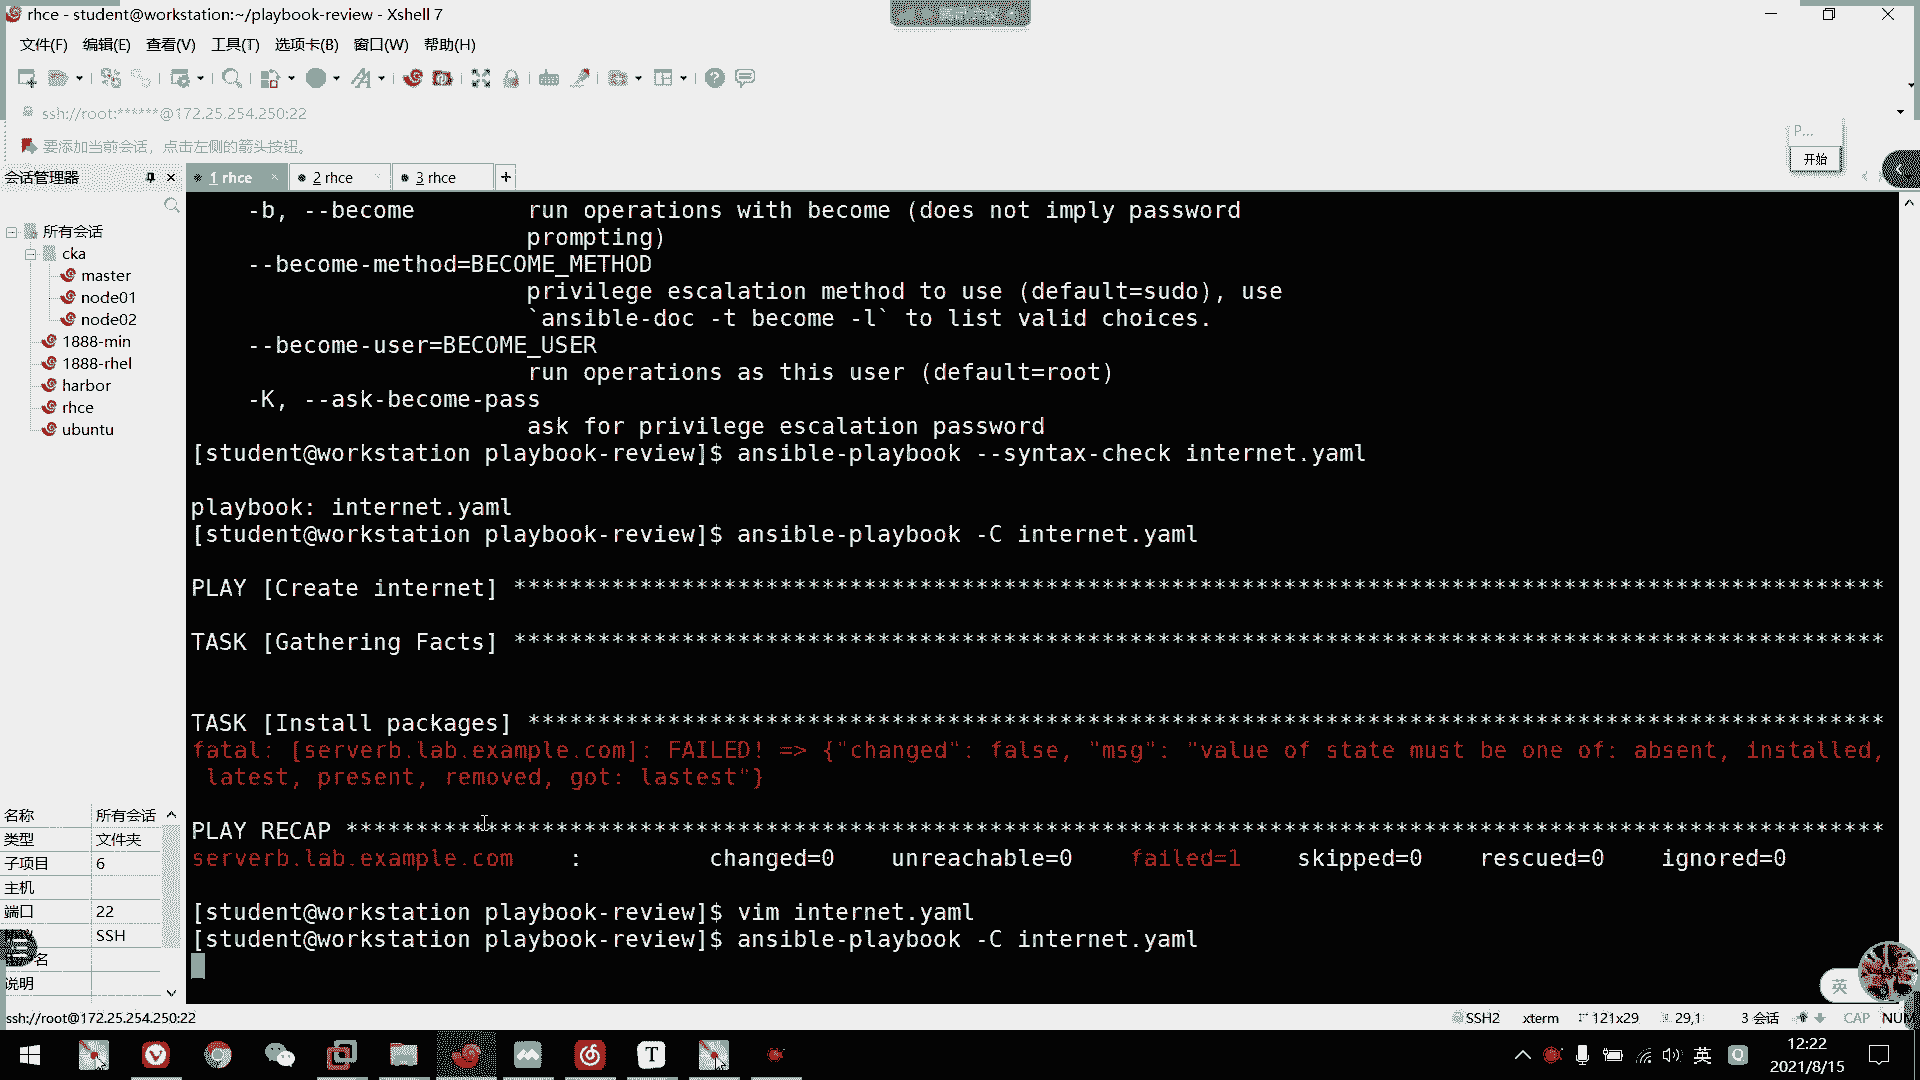 rhce - student@workstation:~/playbook-review - Xshell 7
文件(F) 编辑(E) 查看(V) 工具(T) 选项卡(B) 窗口(W) 帮助(H)
ssh://root:******@172.25.254.250:22
要添加当前会话，点击左侧的箭头按钮。
P...
开始
会话管理器
1 rhce
2 rhce
3 rhce
所有会话
cka
master
node01
node02
1888-min
1888-rhel
harbor
rhce
ubuntu
-b, --become run operations with become (does not imply password
prompting)
--become-method=BECOME_METHOD
privilege escalation method to use (default=sudo), use
`ansible-doc -t become -l` to list valid choices.
--become-user=BECOME_USER
run operations as this user (default=root)
-K, --ask-become-pass
ask for privilege escalation password
[student@workstation playbook-review]$ ansible-playbook --syntax-check internet.yaml
playbook: internet.yaml
[student@workstation playbook-review]$ ansible-playbook -C internet.yaml
PLAY [Create internet] **************************************************************************************************
TASK [Gathering Facts] **************************************************************************************************
TASK [Install packages] *************************************************************************************************
fatal: [serverb.lab.example.com]: FAILED! => {"changed": false, "msg": "value of state must be one of: absent, installed,
latest, present, removed, got: lastest"}
PLAY RECAP **************************************************************************************************************
serverb.lab.example.com : changed=0 unreachable=0 failed=1 skipped=0 rescued=0 ignored=0
[student@workstation playbook-review]$ vim internet.yaml
[student@workstation playbook-review]$ ansible-playbook -C internet.yaml
名称 所有会话
类型 文件夹
子项目 6
主机
端口 22
SSH
说明
英
ssh://root@172.25.254.250:22
SSH2 xterm 121x29 29,1 3 会话 CAP NUM
英
12:22
2021/8/15